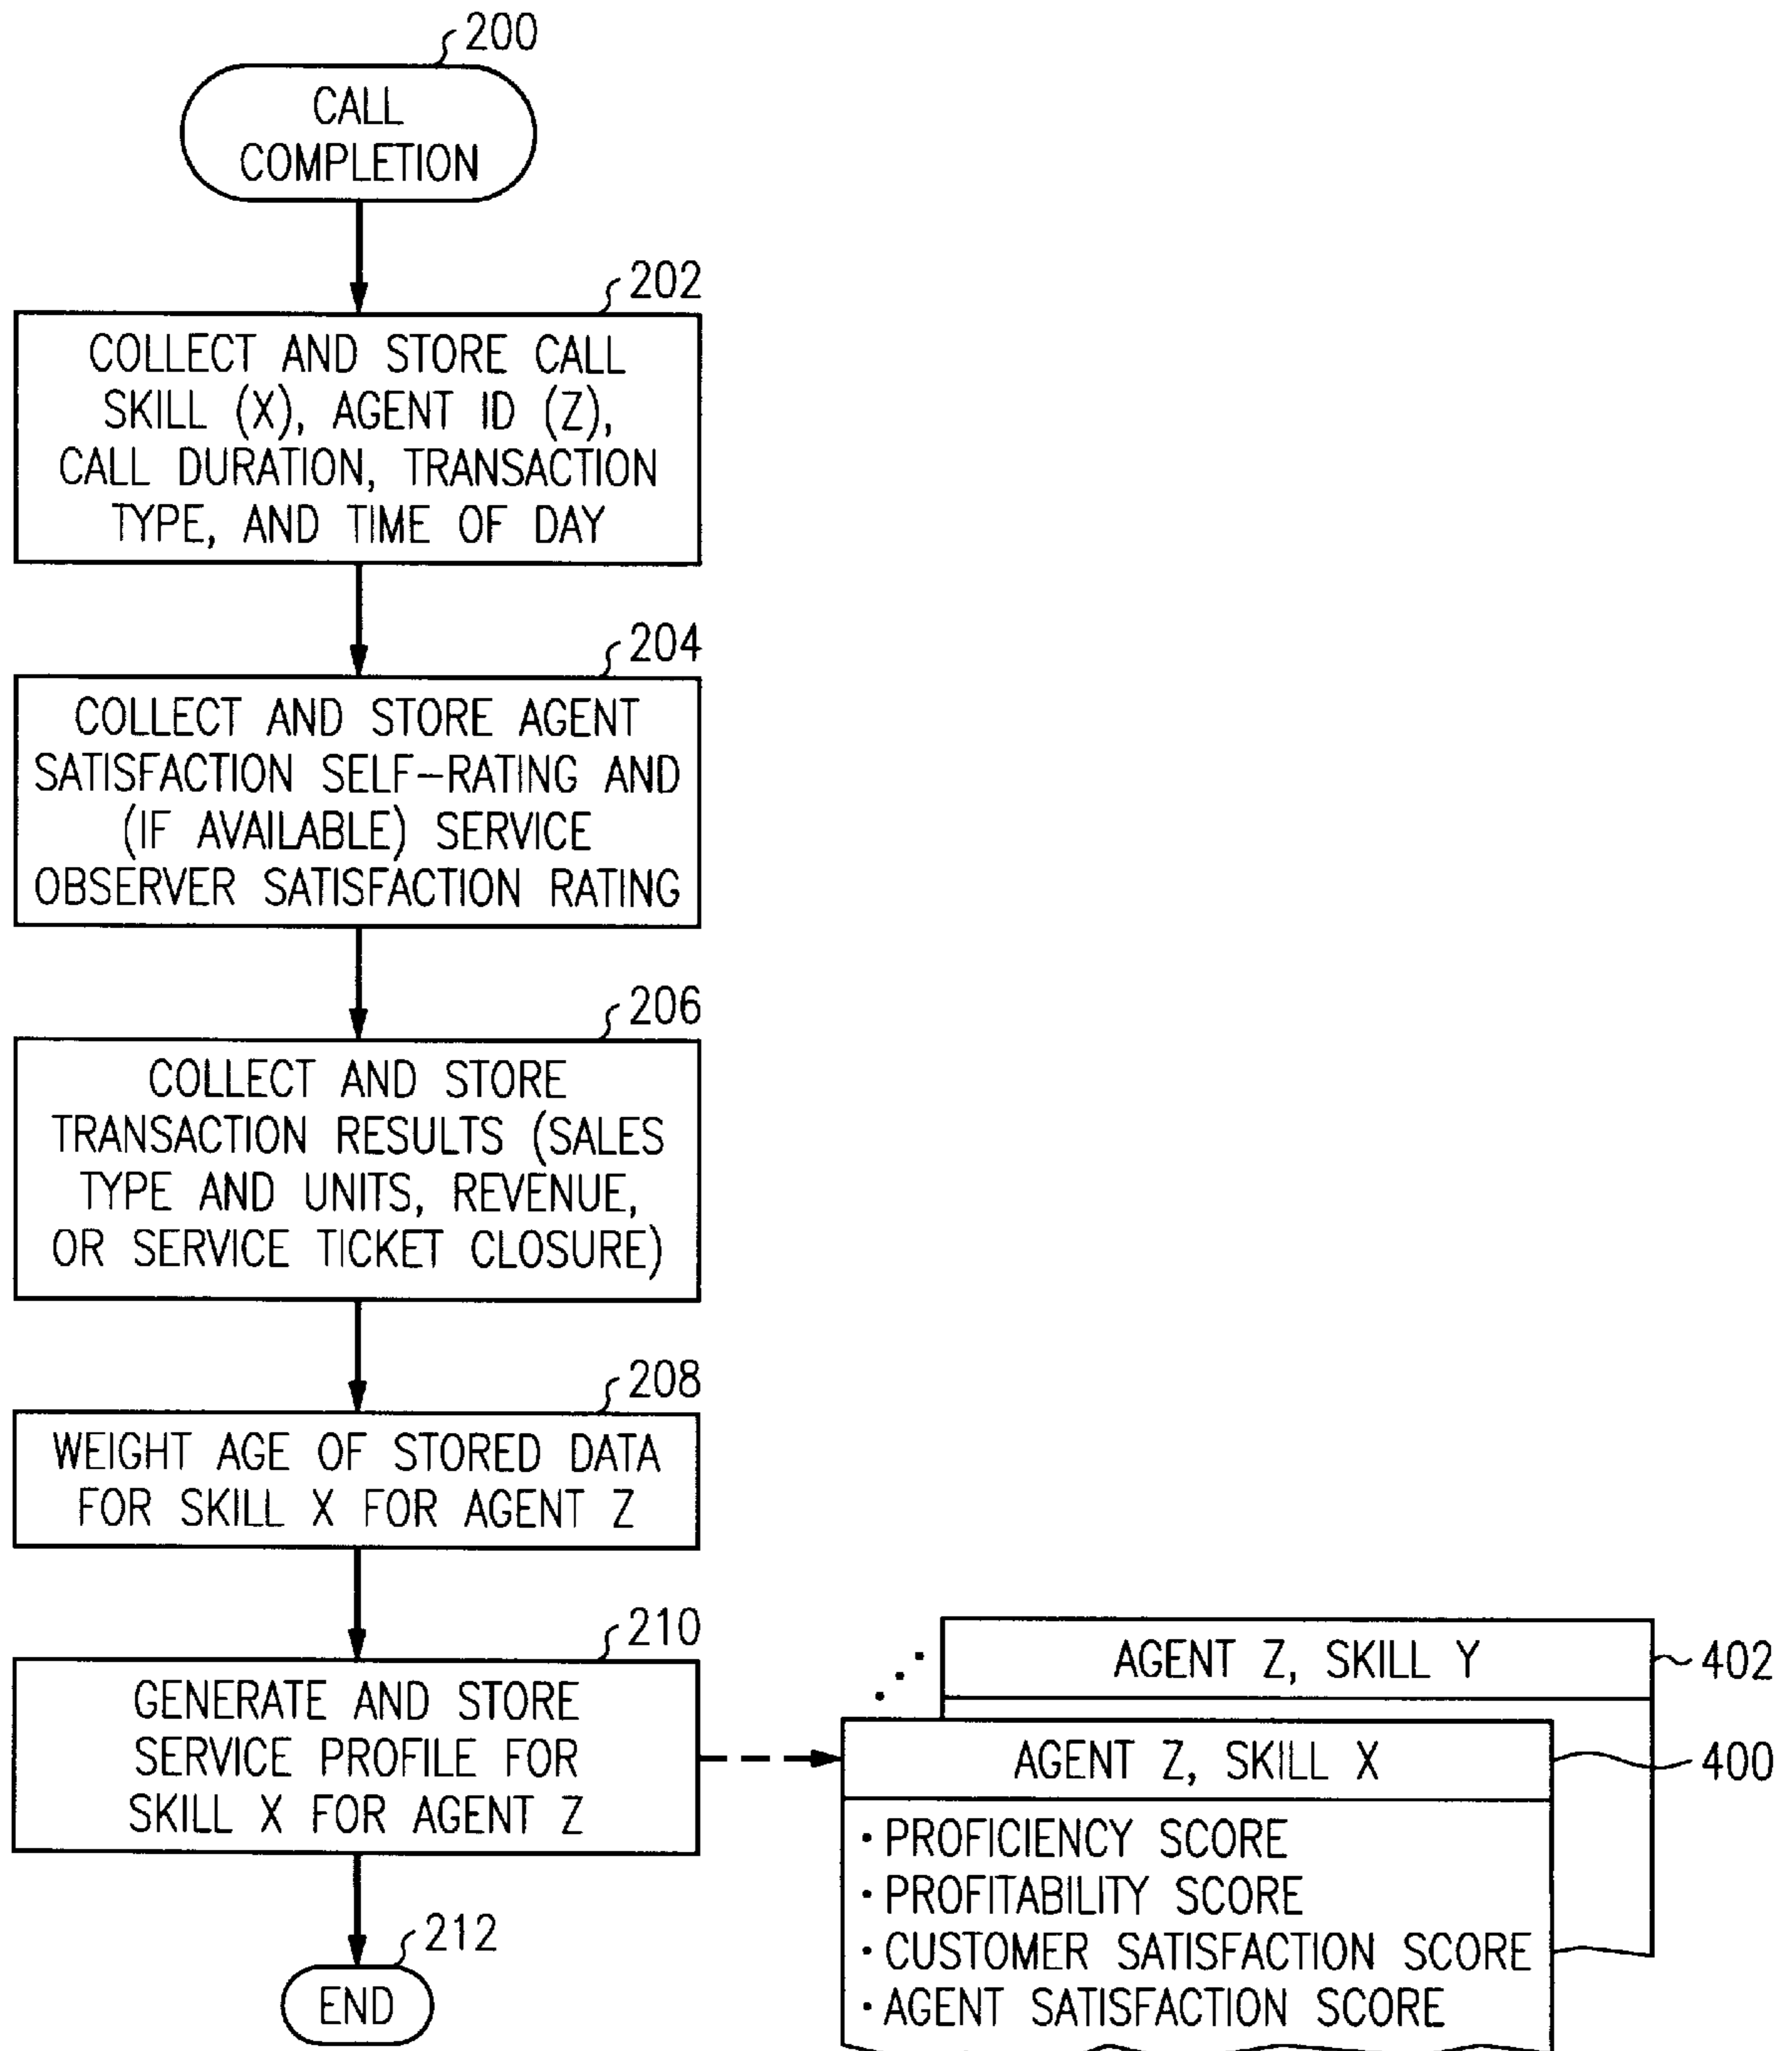 200
CALL
COMPLETION
202
COLLECT AND STORE CALL
SKILL (X), AGENT ID (Z),
CALL DURATION, TRANSACTION
TYPE, AND TIME OF DAY
204
COLLECT AND STORE AGENT
SATISFACTION SELF-RATING AND
(IF AVAILABLE) SERVICE
OBSERVER SATISFACTION RATING
206
COLLECT AND STORE
TRANSACTION RESULTS (SALES
TYPE AND UNITS, REVENUE,
OR SERVICE TICKET CLOSURE)
208
WEIGHT AGE OF STORED DATA
FOR SKILL X FOR AGENT Z
210
GENERATE AND STORE
SERVICE PROFILE FOR
SKILL X FOR AGENT Z
212
END
AGENT Z, SKILL Y
402
AGENT Z, SKILL X
400
· PROFICIENCY SCORE
· PROFITABILITY SCORE
· CUSTOMER SATISFACTION SCORE
· AGENT SATISFACTION SCORE